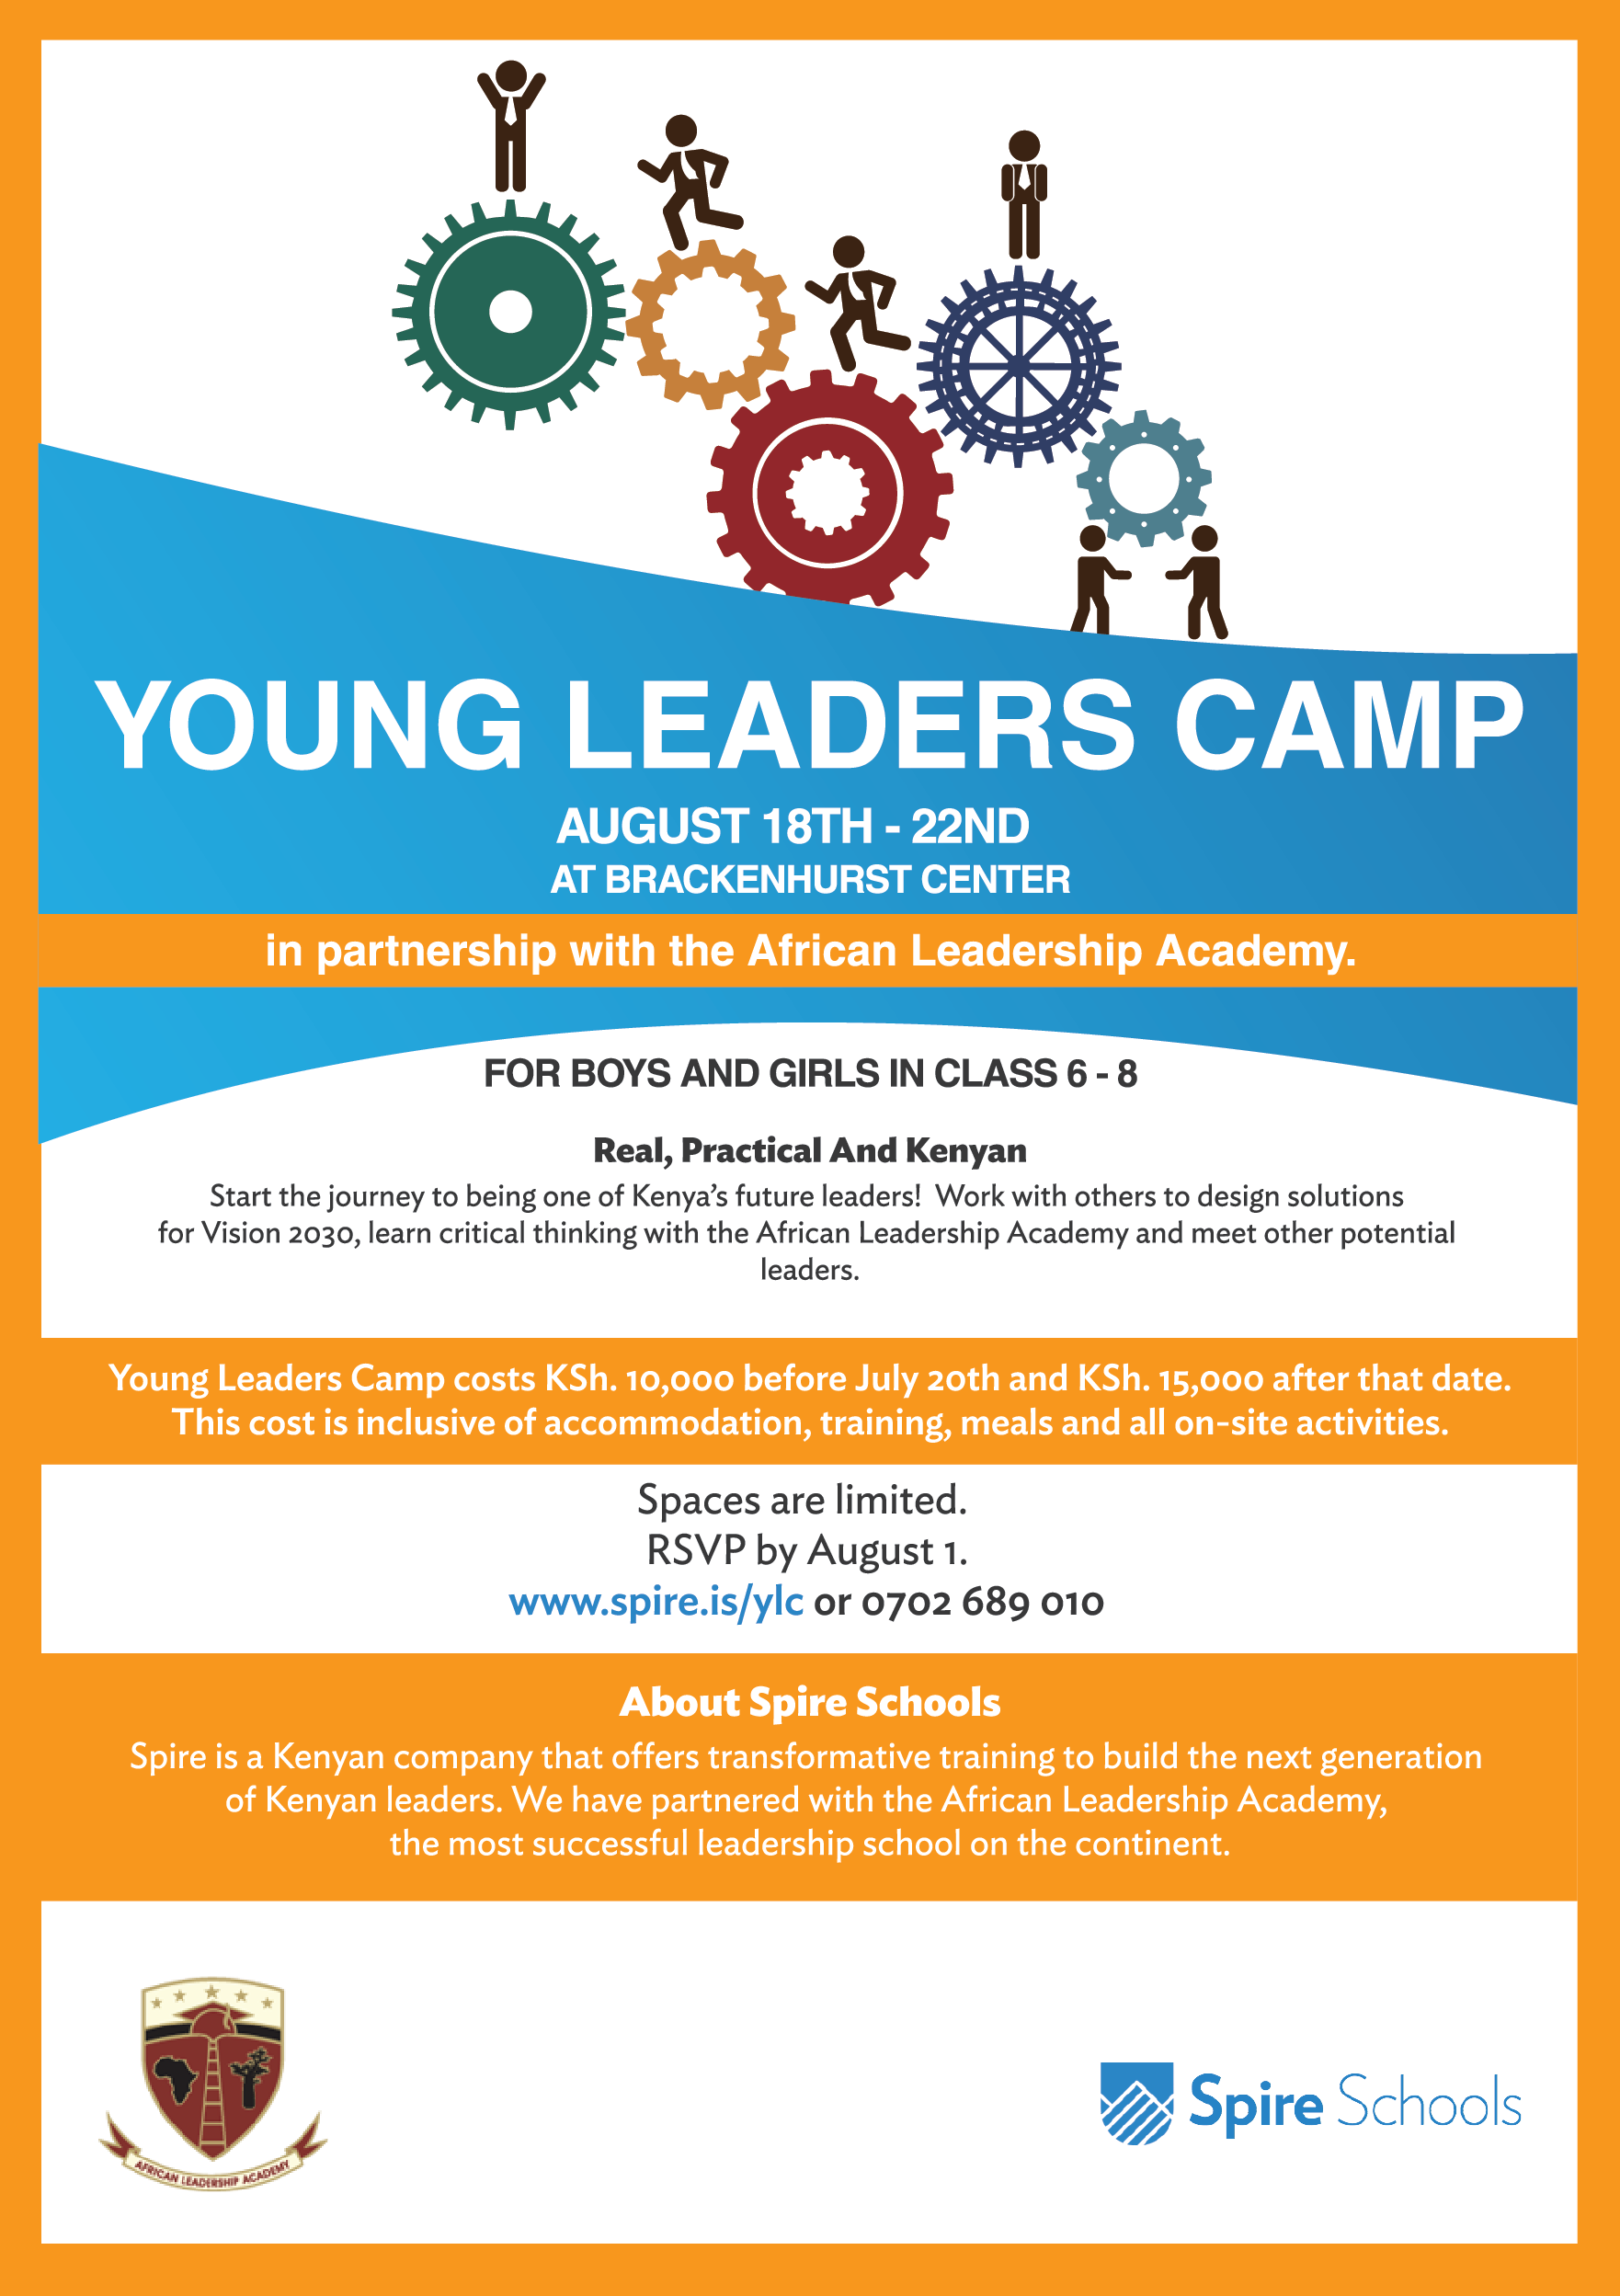 YOUNG LEADERS CAMP
AUGUST 18TH - 22ND
AT BRACKENHURST CENTER
in partnership with the African Leadership Academy.
FOR BOYS AND GIRLS IN CLASS 6 - 8
Real, Practical And Kenyan
Start the journey to being one of Kenya's future leaders! Work with others to design solutions
for Vision 2030, learn critical thinking with the African Leadership Academy and meet other potential
leaders.
Young Leaders Camp costs KSh. 10,000 before July 20th and KSh. 15,000 after that date.
This cost is inclusive of accommodation, training, meals and all on-site activities.
Spaces are limited.
RSVP by August 1.
www.spire.is/ylc or 0702 689 010
About Spire Schools
Spire is a Kenyan company that offers transformative training to build the next generation
of Kenyan leaders. We have partnered with the African Leadership Academy,
the most successful leadership school on the continent.
AFRICAN LEADERSHIP ACADEMY
Spire Schools